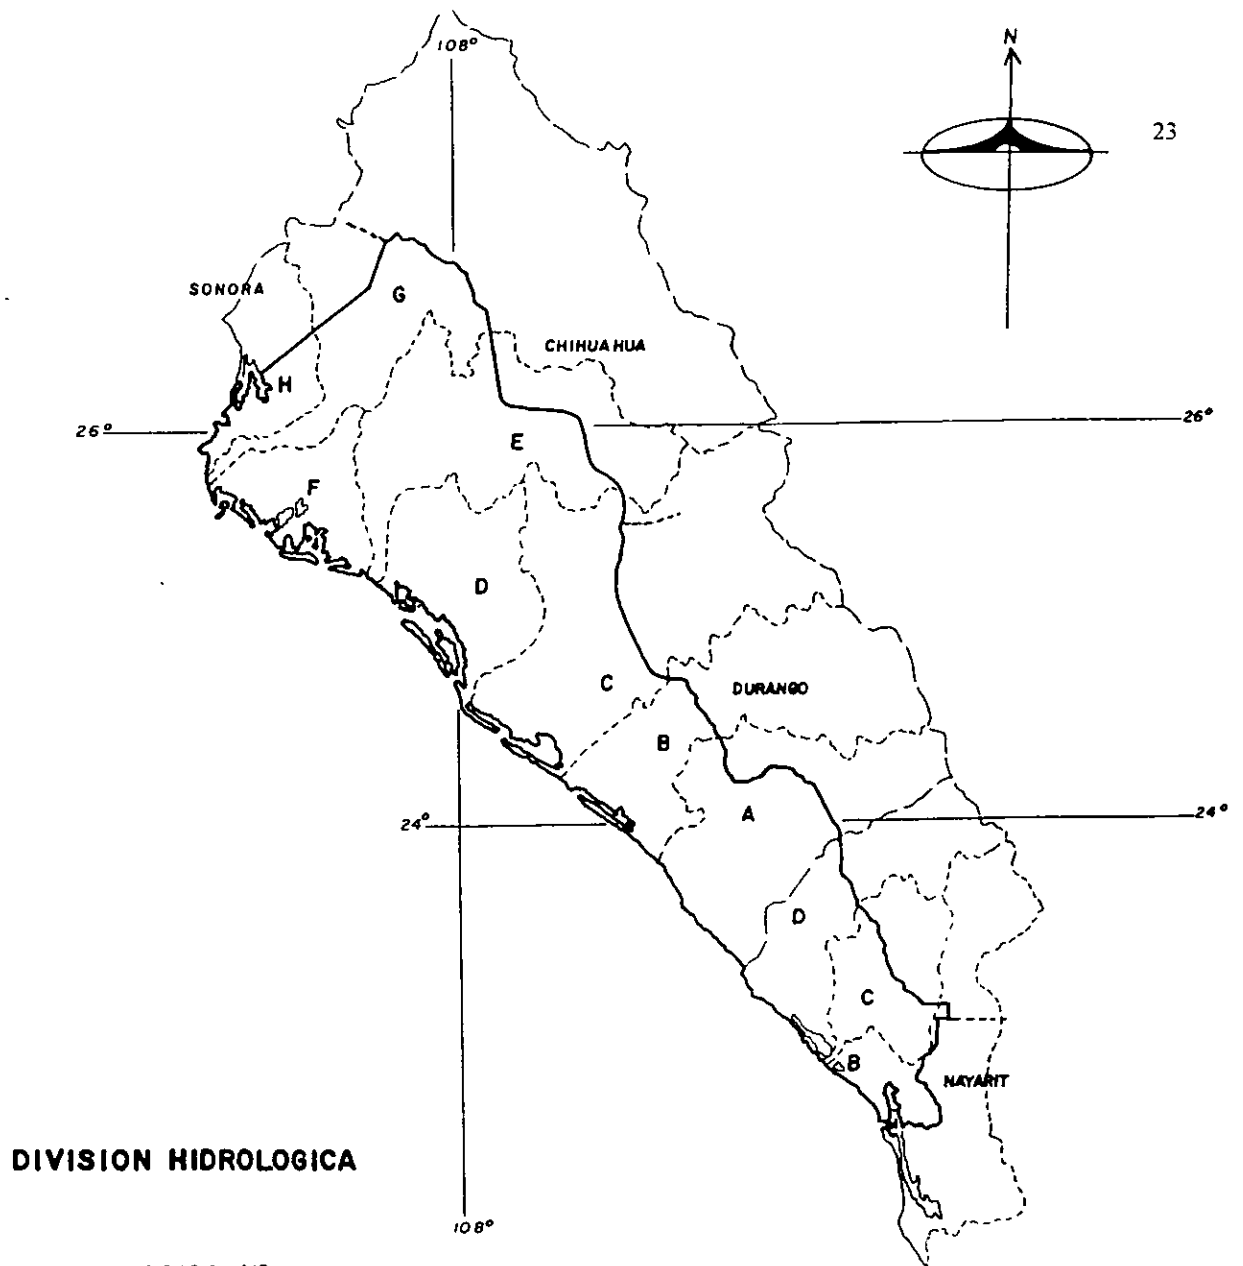 108°
N
23
SONORA
G
CHIHUAHUA
H
26°
26°
E
F
D
C
DURANGO
B
A
24°
24°
D
C
B
NAYARIT
DIVISION HIDROLOGICA
108°